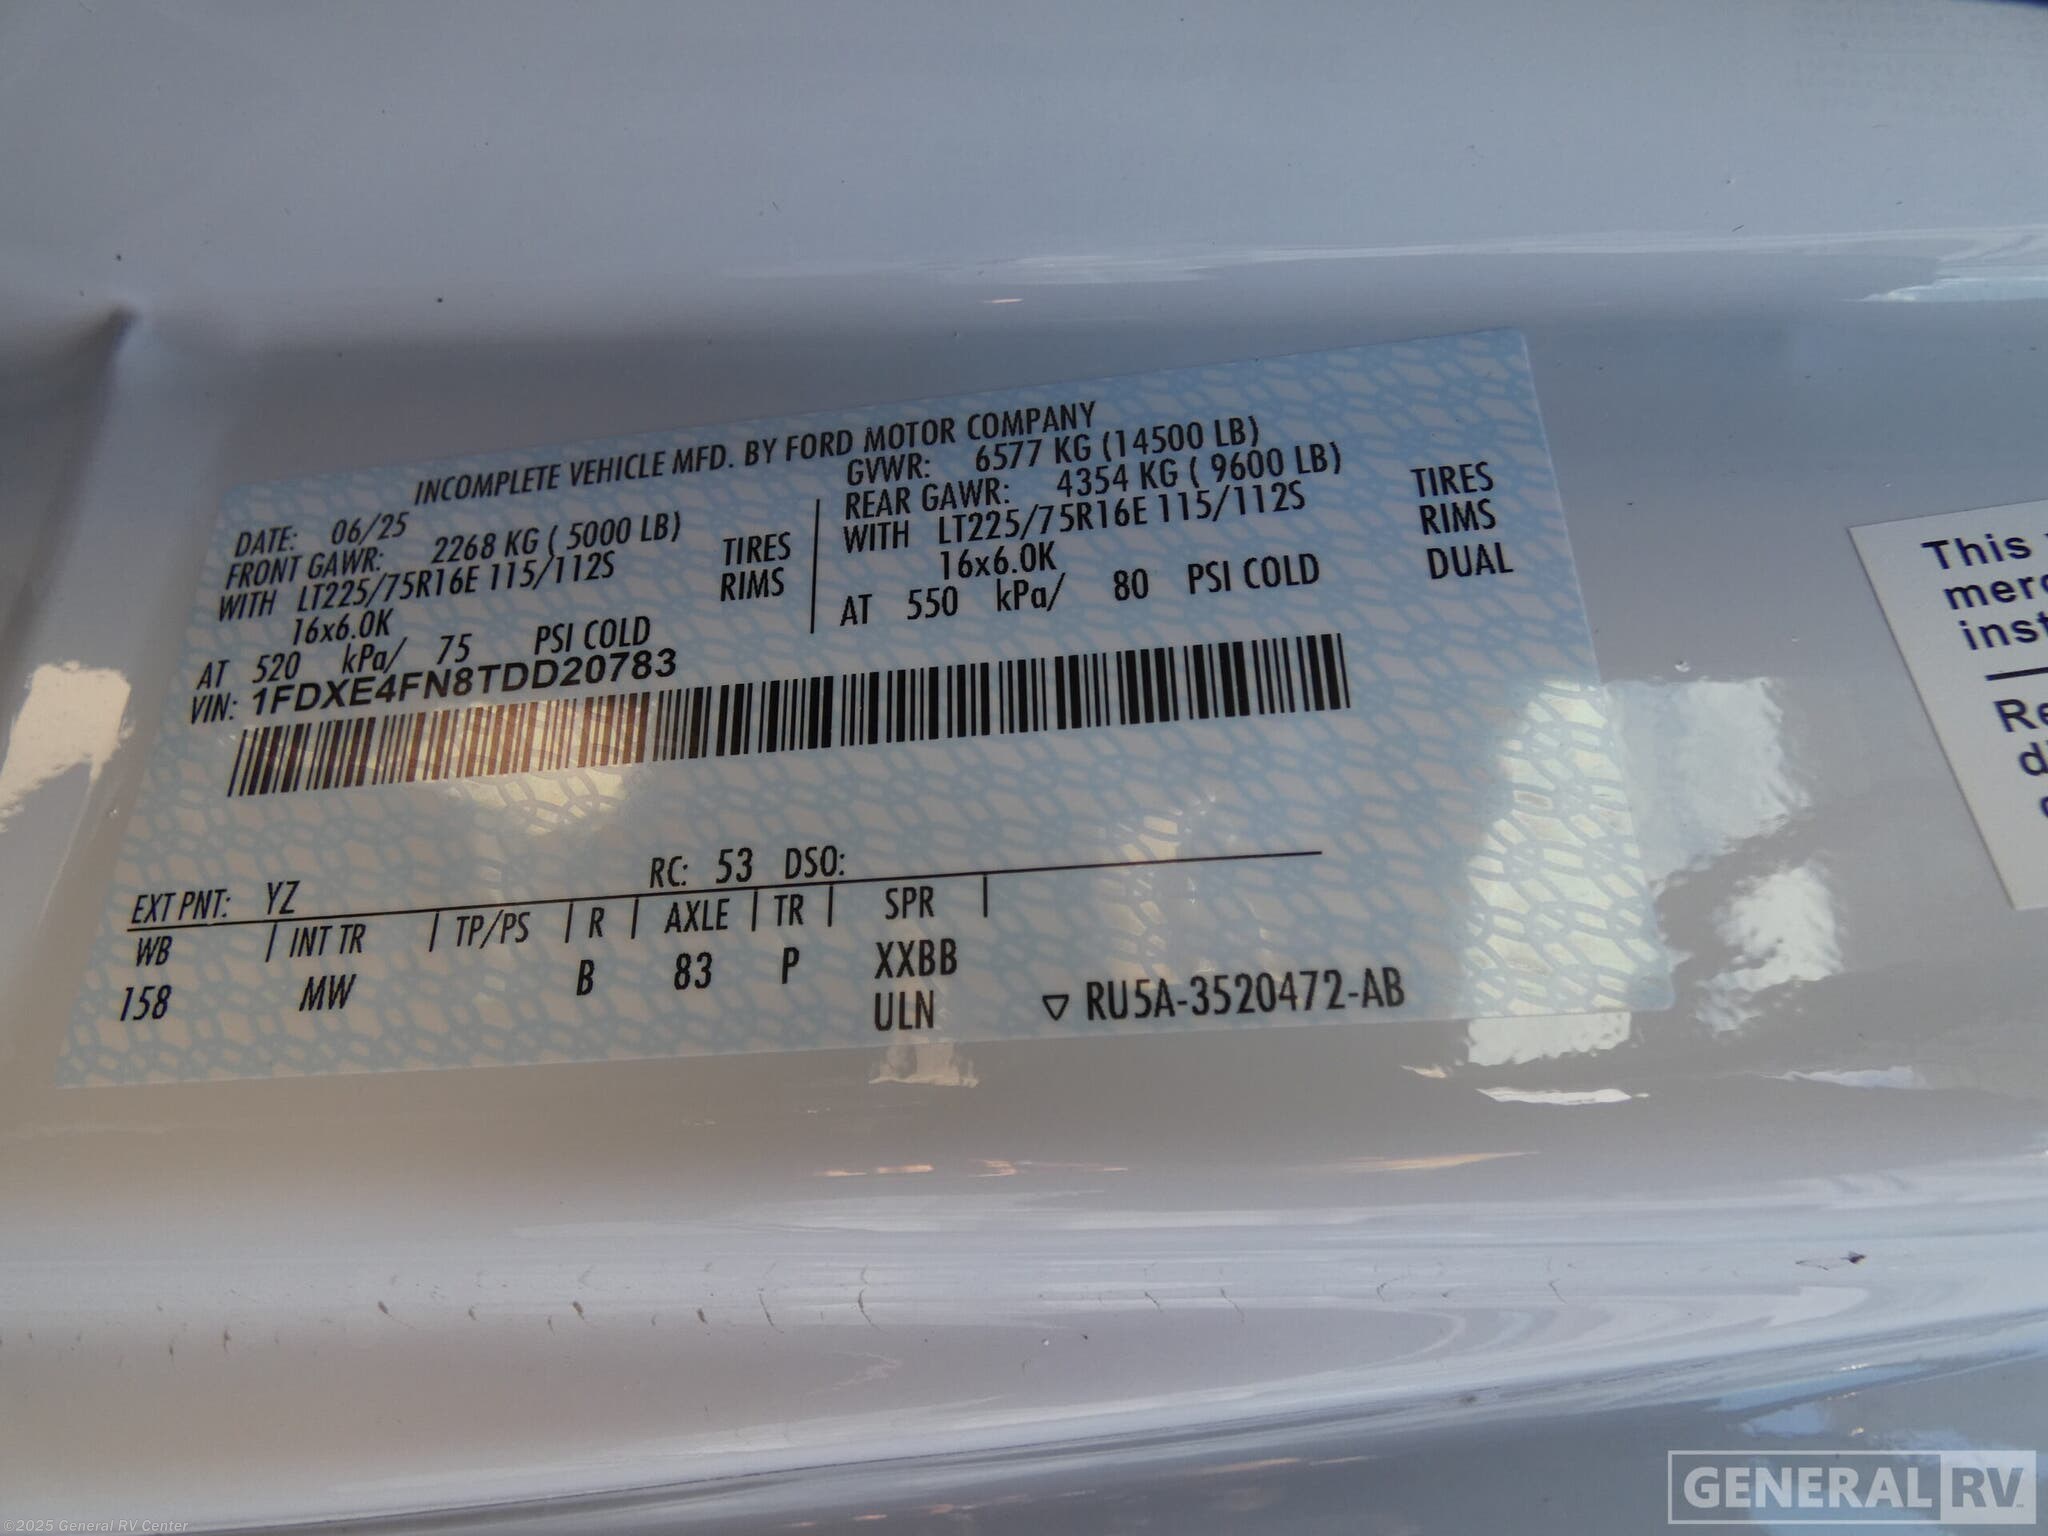 INCOMPLETE VEHICLE MFD. BY FORD MOTOR COMPANY
DATE: 06/25
GVWR: 6577 KG (14500 LB)
FRONT GAWR: 2268 KG ( 5000 LB)
REAR GAWR: 4354 KG ( 9600 LB)
WITH LT225/75R16E 115/112S TIRES
WITH LT225/75R16E 115/112S TIRES
16x6.0K RIMS
16x6.0K RIMS
AT 520 kPa/ 75 PSI COLD
AT 550 kPa/ 80 PSI COLD DUAL
VIN: 1FDXE4FN8TDD20783
EXT PNT: YZ RC: 53 DSO:
WB INT TR TP/PS R AXLE TR SPR
158 MW B 83 P XXBB
ULN ▽ RU5A-3520472-AB
This
GENERAL RV
©2025 General RV Center